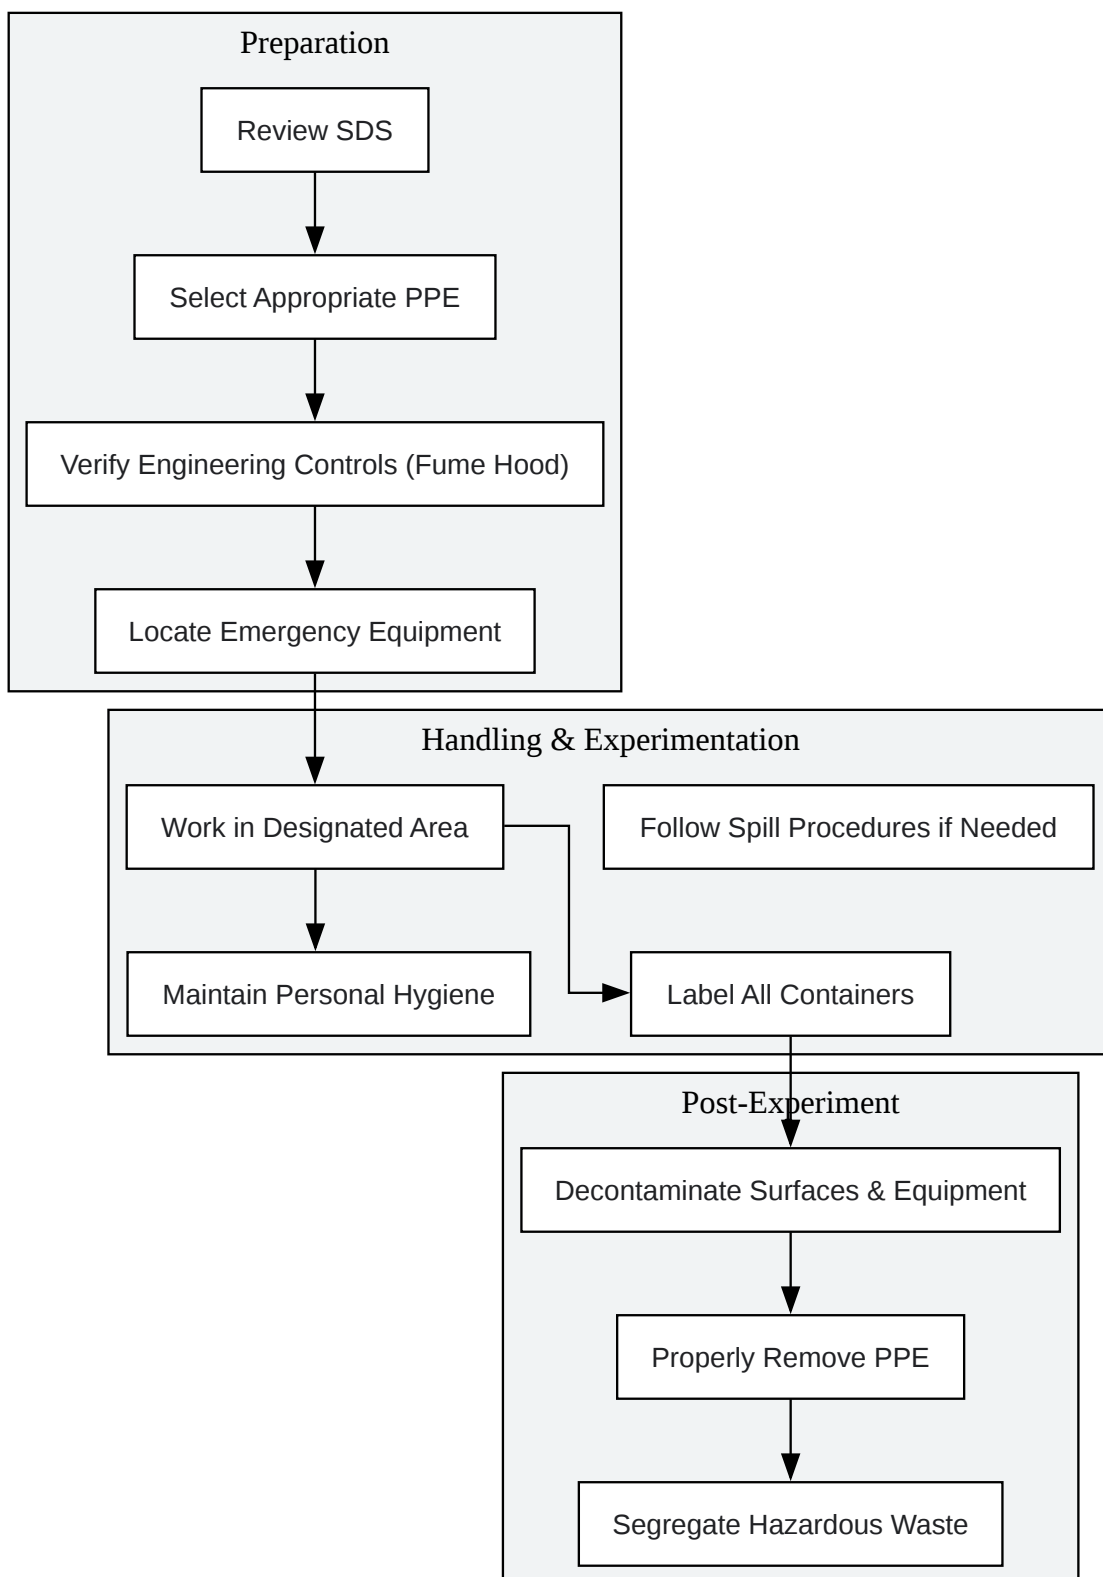 Preparation
Review SDS
Select Appropriate PPE
Verify Engineering Controls (Fume Hood)
Locate Emergency Equipment
Handling & Experimentation
Work in Designated Area
Follow Spill Procedures if Needed
Maintain Personal Hygiene
Label All Containers
Post-Experiment
Decontaminate Surfaces & Equipment
Properly Remove PPE
Segregate Hazardous Waste